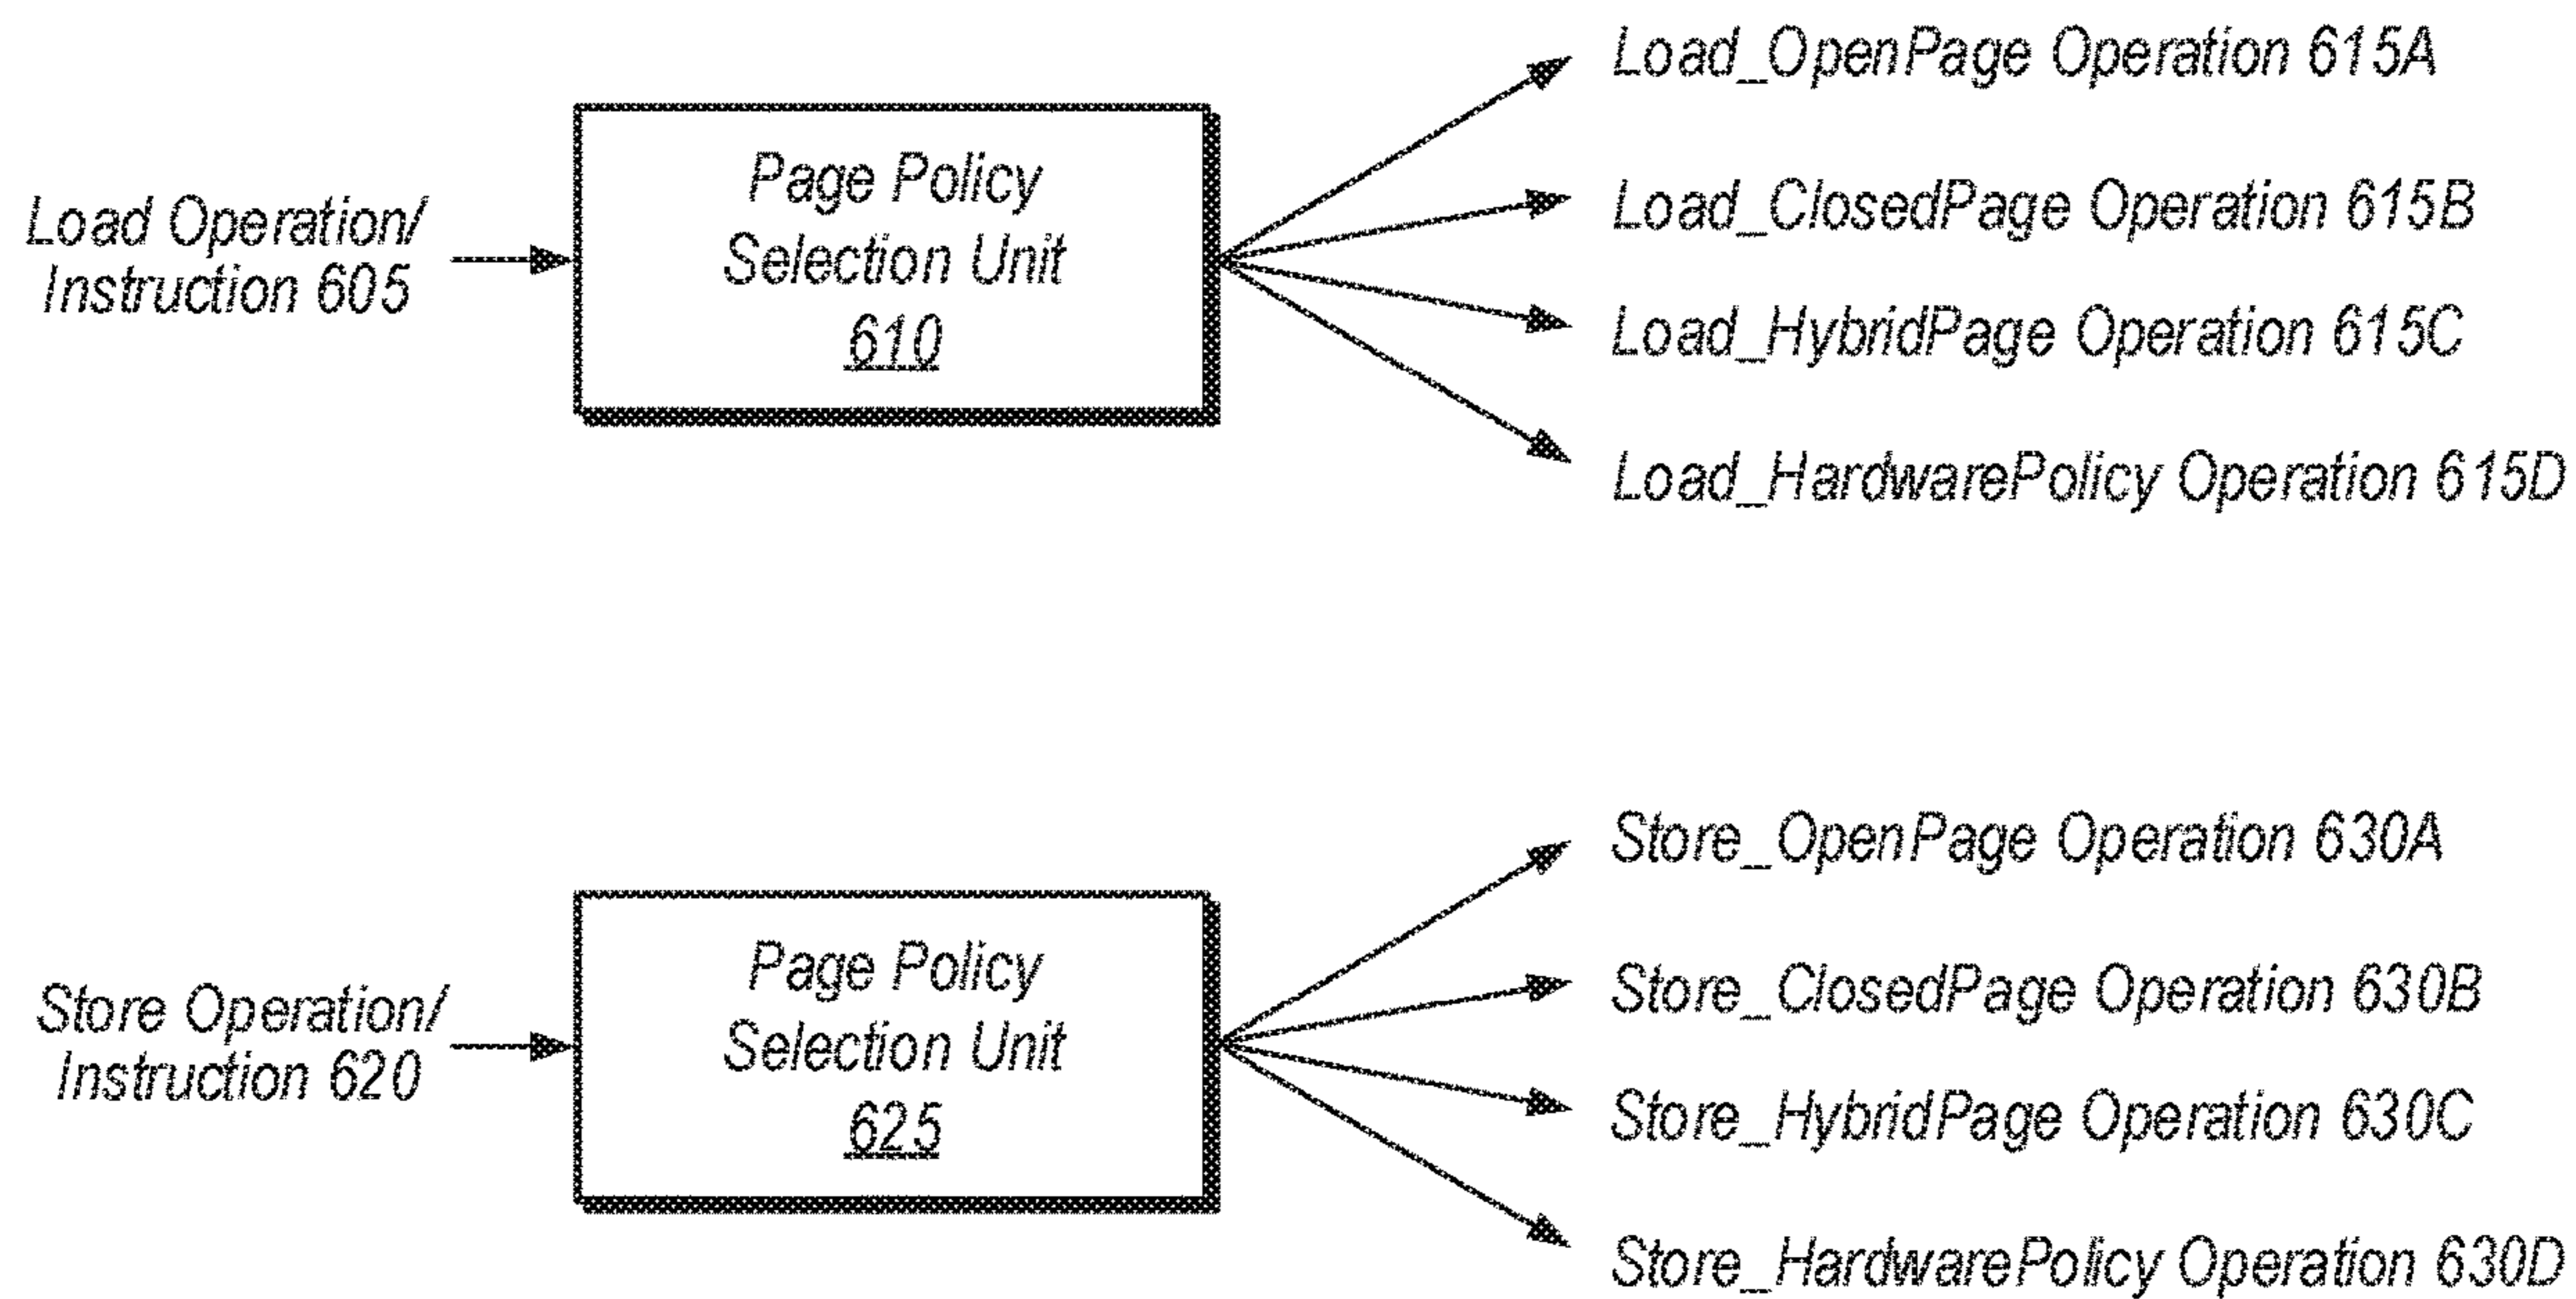 Load Operation/
Instruction 605
Page Policy
Selection Unit
610
Load_OpenPage Operation 615A
Load_ClosedPage Operation 615B
Load_HybridPage Operation 615C
Load_HardwarePolicy Operation 615D
Store Operation/
Instruction 620
Page Policy
Selection Unit
625
Store_OpenPage Operation 630A
Store_ClosedPage Operation 630B
Store_HybridPage Operation 630C
Store_HardwarePolicy Operation 630D